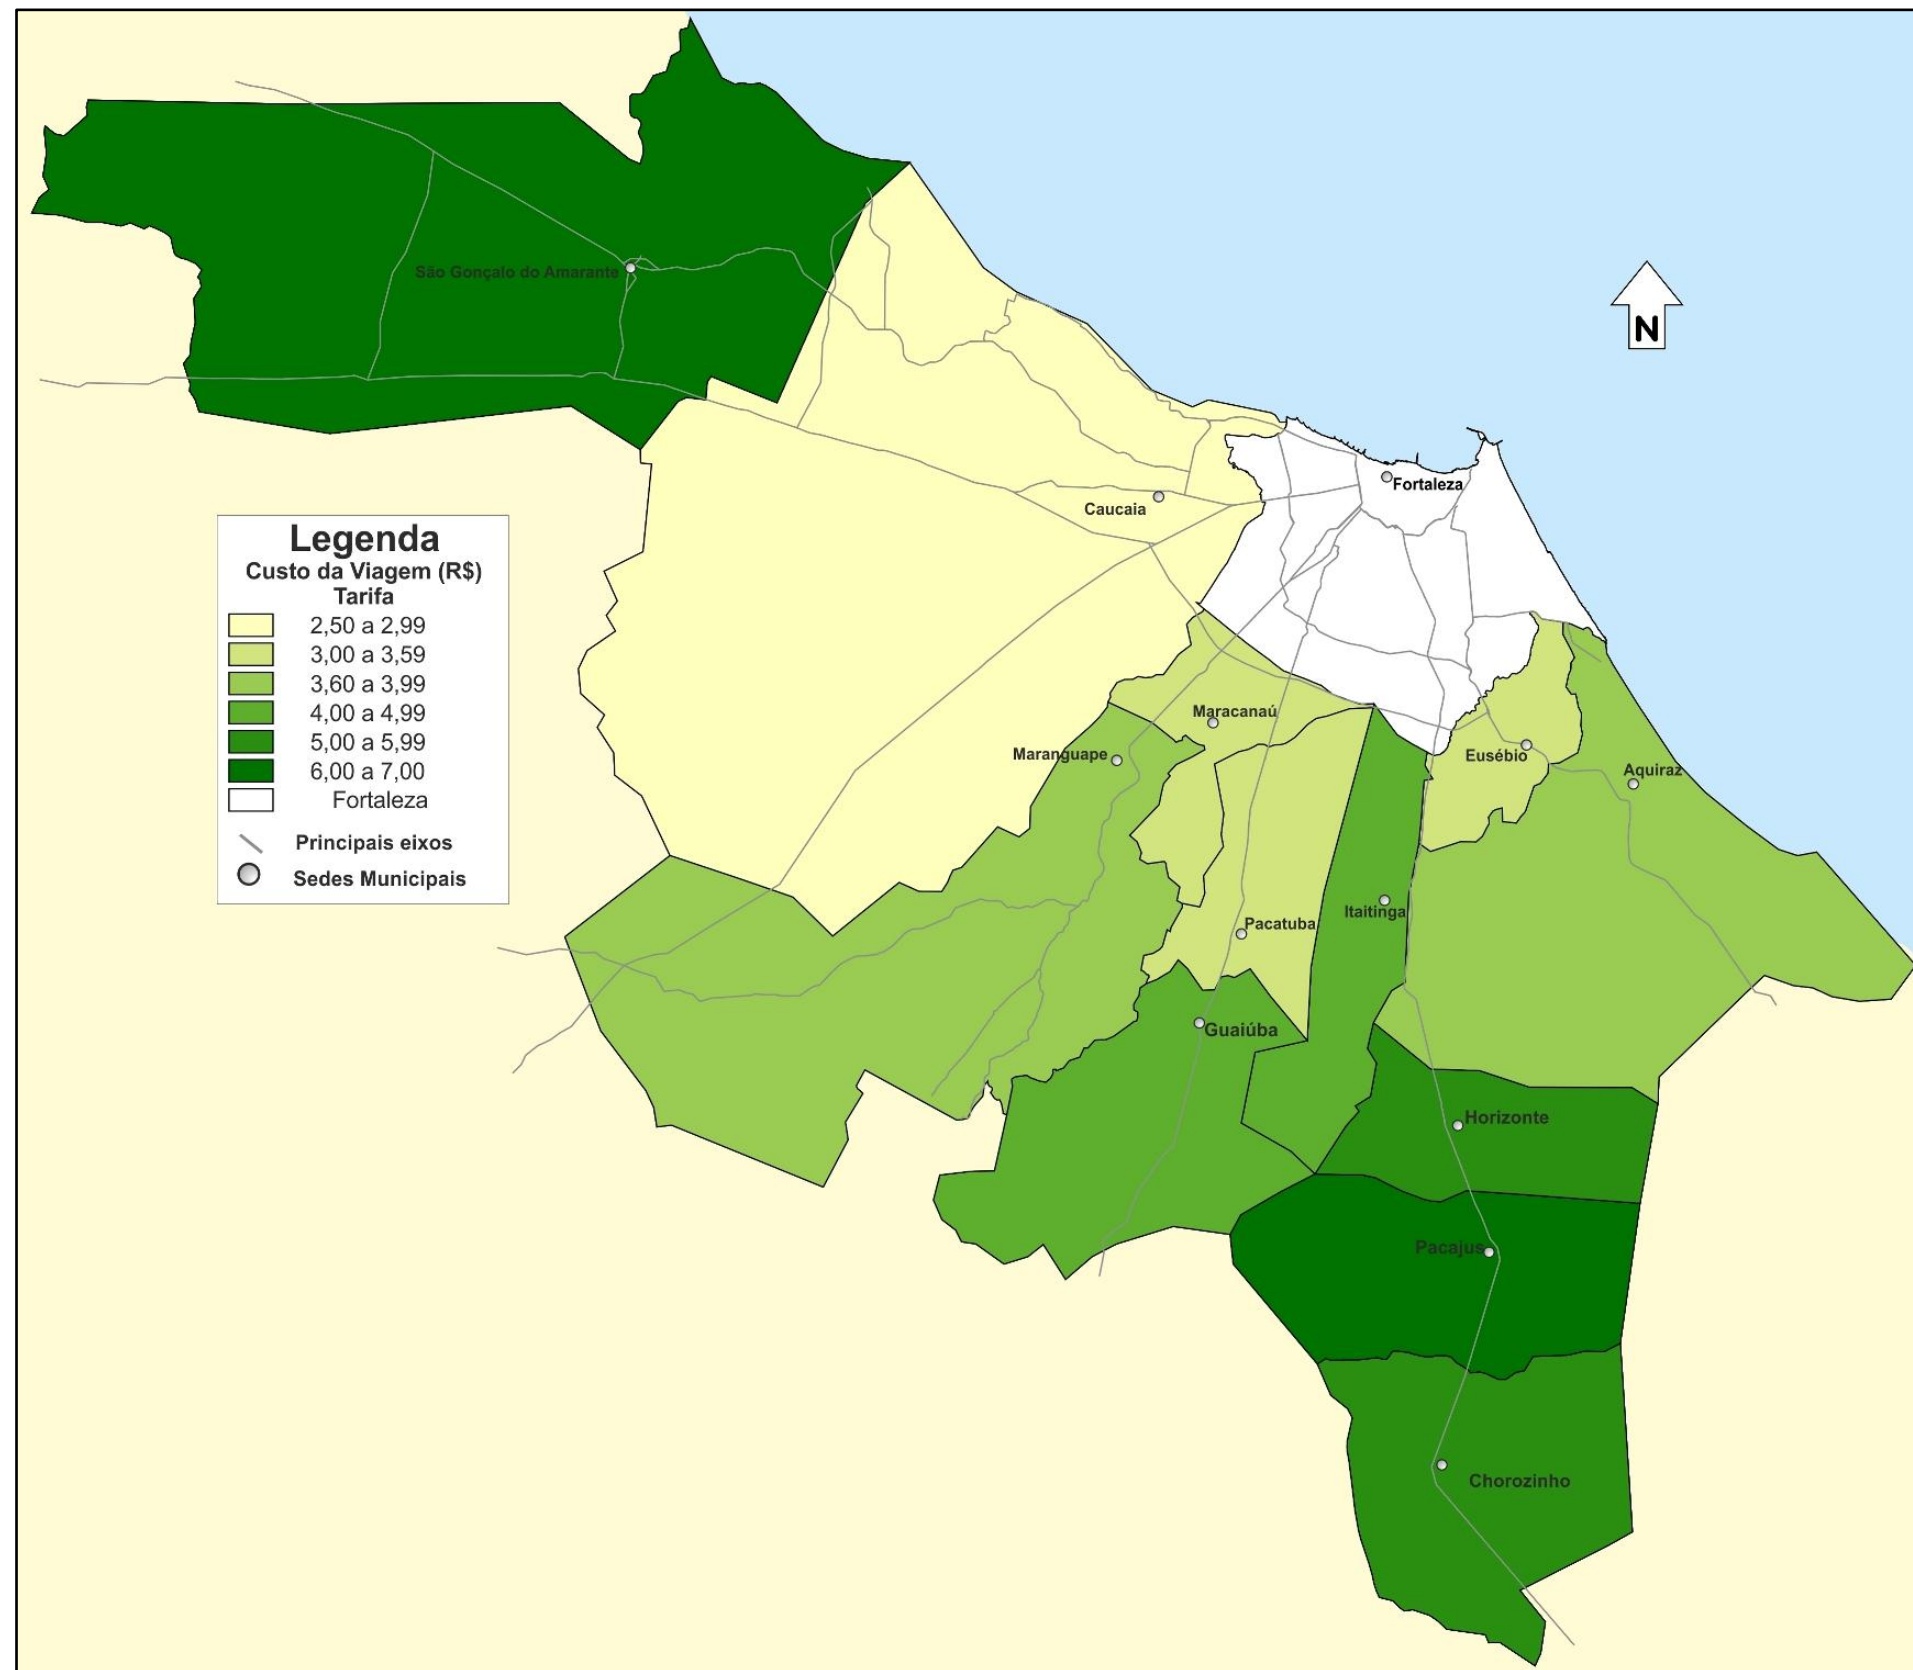 São Gonçalo do Amarante
N
Fortaleza
Caucaia
Legenda
Custo da Viagem (R$)
Tarifa
2,50 a 2,99
3,00 a 3,59
3,60 a 3,99
4,00 a 4,99
5,00 a 5,99
6,00 a 7,00
Fortaleza
Principais eixos
Sedes Municipais
Maracanaú
Maranguape
Eusébio
Aquiraz
Itaitinga
Pacatuba
Guaiúba
Horizonte
Pacajus
Chorozinho